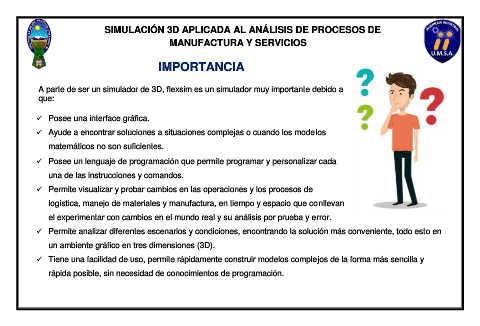 SIMULACIÓN 3D APLICADA AL ANÁLISIS DE PROCESOS DE
MANUFACTURA Y SERVICIOS
U.M.S.A.
IMPORTANCIA
A parte de ser un simulador de 3D, flexsim es un simulador muy importante debido a
que:
✓ Posee una interface gráfica.
✓ Ayude a encontrar soluciones a situaciones complejas o cuando los modelos
matemáticos no son suficientes.
✓ Posee un lenguaje de programación que permite programar y personalizar cada
una de las instrucciones y comandos.
✓ Permite visualizar y probar cambios en las operaciones y los procesos de
logística, manejo de materiales y manufactura, en tiempo y espacio que conllevan
el experimentar con cambios en el mundo real y su análisis por prueba y error.
✓ Permite analizar diferentes escenarios y condiciones, encontrando la solución más conveniente, todo esto en
un ambiente gráfico en tres dimensiones (3D).
✓ Tiene una facilidad de uso, permite rápidamente construir modelos complejos de la forma más sencilla y
rápida posible, sin necesidad de conocimientos de programación.
? ? ?